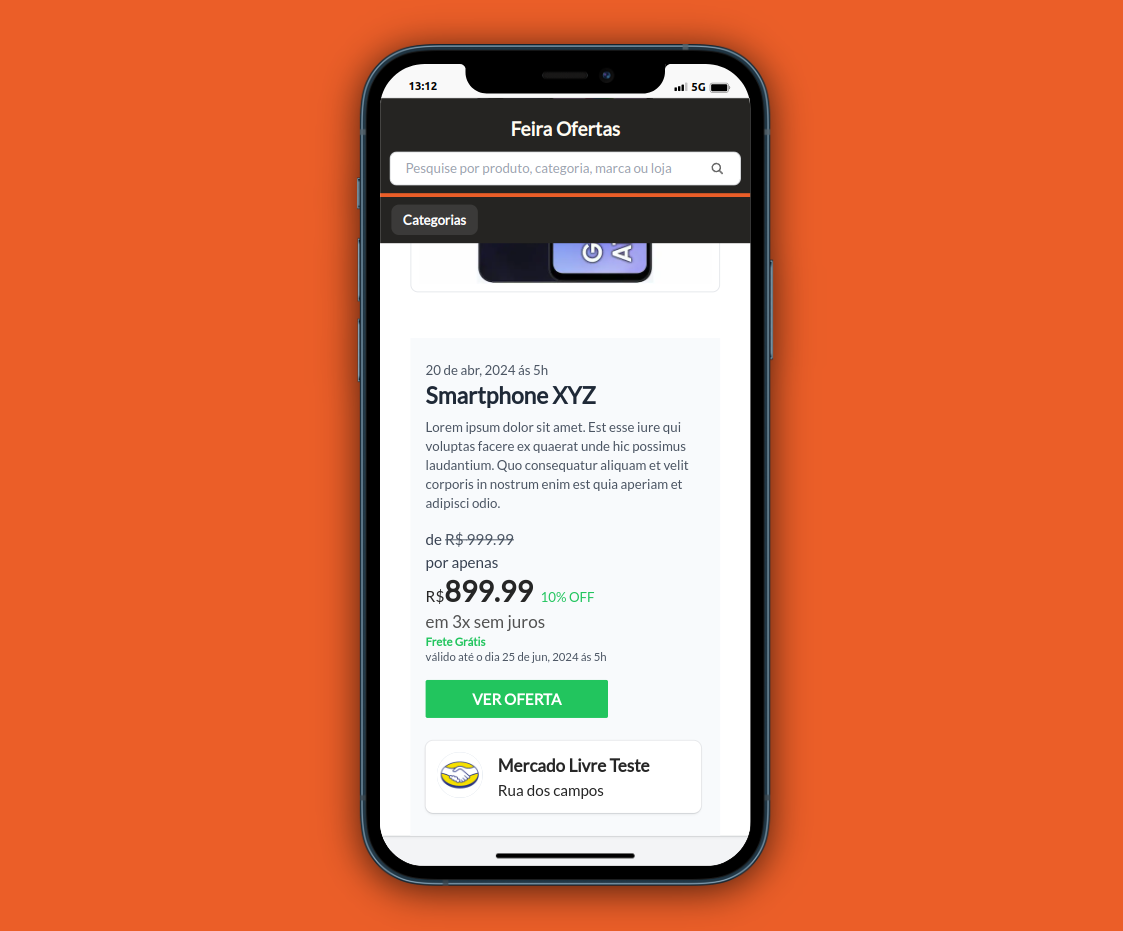 13:12
5G
Feira Ofertas
Pesquise por produto, categoria, marca ou loja
Categorias
G
A
20 de abr, 2024 ás 5h
Smartphone XYZ
Lorem ipsum dolor sit amet. Est esse iure qui
voluptas facere ex quaerat unde hic possimus
laudantium. Quo consequatur aliquam et velit
corporis in nostrum enim est quia aperiam et
adipisci odio.
de R$ 999.99
por apenas
R$899.99 10% OFF
em 3x sem juros
Frete Grátis
válido até o dia 25 de jun, 2024 ás 5h
VER OFERTA
Mercado Livre Teste
Rua dos campos